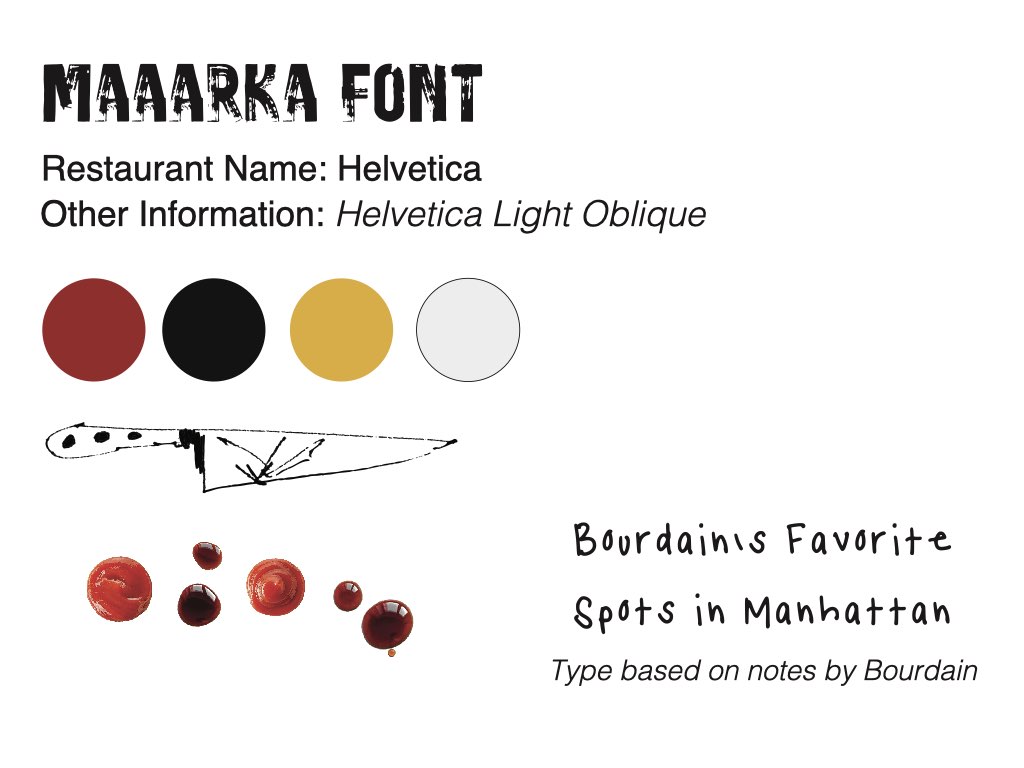 MAAARKA FONT
Restaurant Name: Helvetica
Other Information: Helvetica Light Oblique
Bourdain's Favorite
Spots in Manhattan
Type based on notes by Bourdain